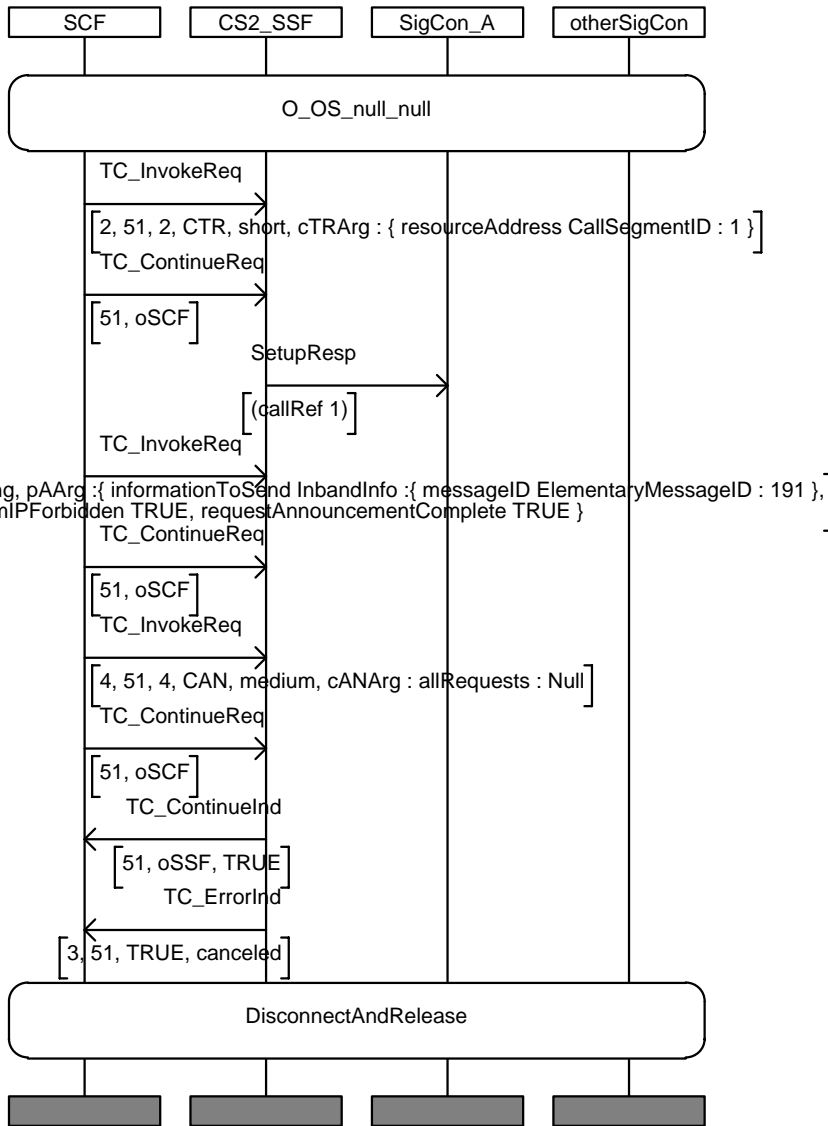 SCF CS2_SSF SigCon_A otherSigCon
O_OS_null_null
TC_InvokeReq
2, 51, 2, CTR, short, cTRArg : { resourceAddress CallSegmentID : 1 }
TC_ContinueReq
51, oSCF
SetupResp
(callRef 1)
TC_InvokeReq
pAArg :{ informationToSend InbandInfo :{ messageID ElementaryMessageID : 191 },
TRUE, requestAnnouncementComplete TRUE }
TC_ContinueReq
51, oSCF
TC_InvokeReq
4, 51, 4, CAN, medium, cANArg : allRequests : Null
TC_ContinueReq
51, oSCF
TC_ContinueInd
51, oSSF, TRUE
TC_ErrorInd
3, 51, TRUE, canceled
DisconnectAndRelease